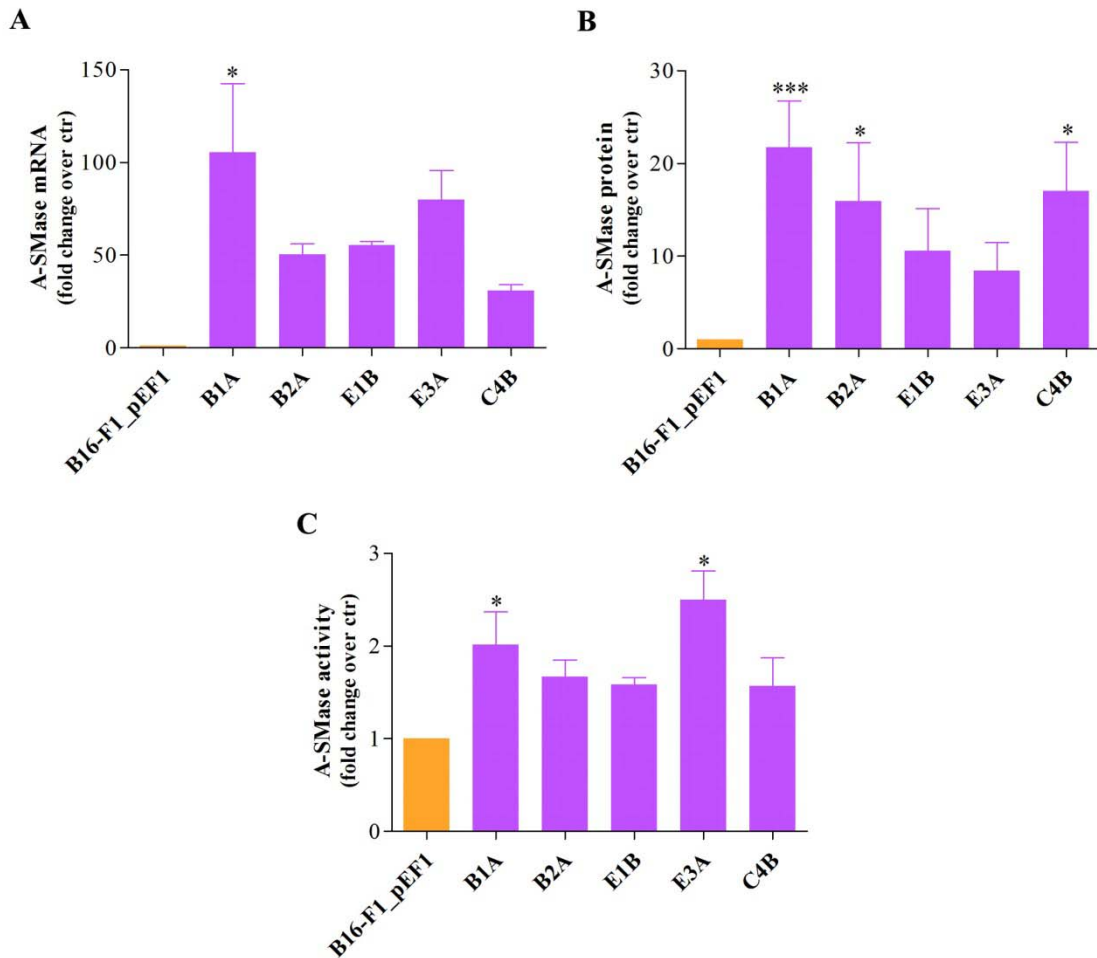 A
A-SMase mRNA
(fold change over ctr)
150
100
50
0
*
B16-F1_pEF1
B1A
B2A
E1B
E3A
C4B
B
A-SMase protein
(fold change over ctr)
30
20
10
0
***
*
*
B16-F1_pEF1
B1A
B2A
E1B
E3A
C4B
C
A-SMase activity
(fold change over ctr)
3
2
1
0
*
*
B16-F1_pEF1
B1A
B2A
E1B
E3A
C4B